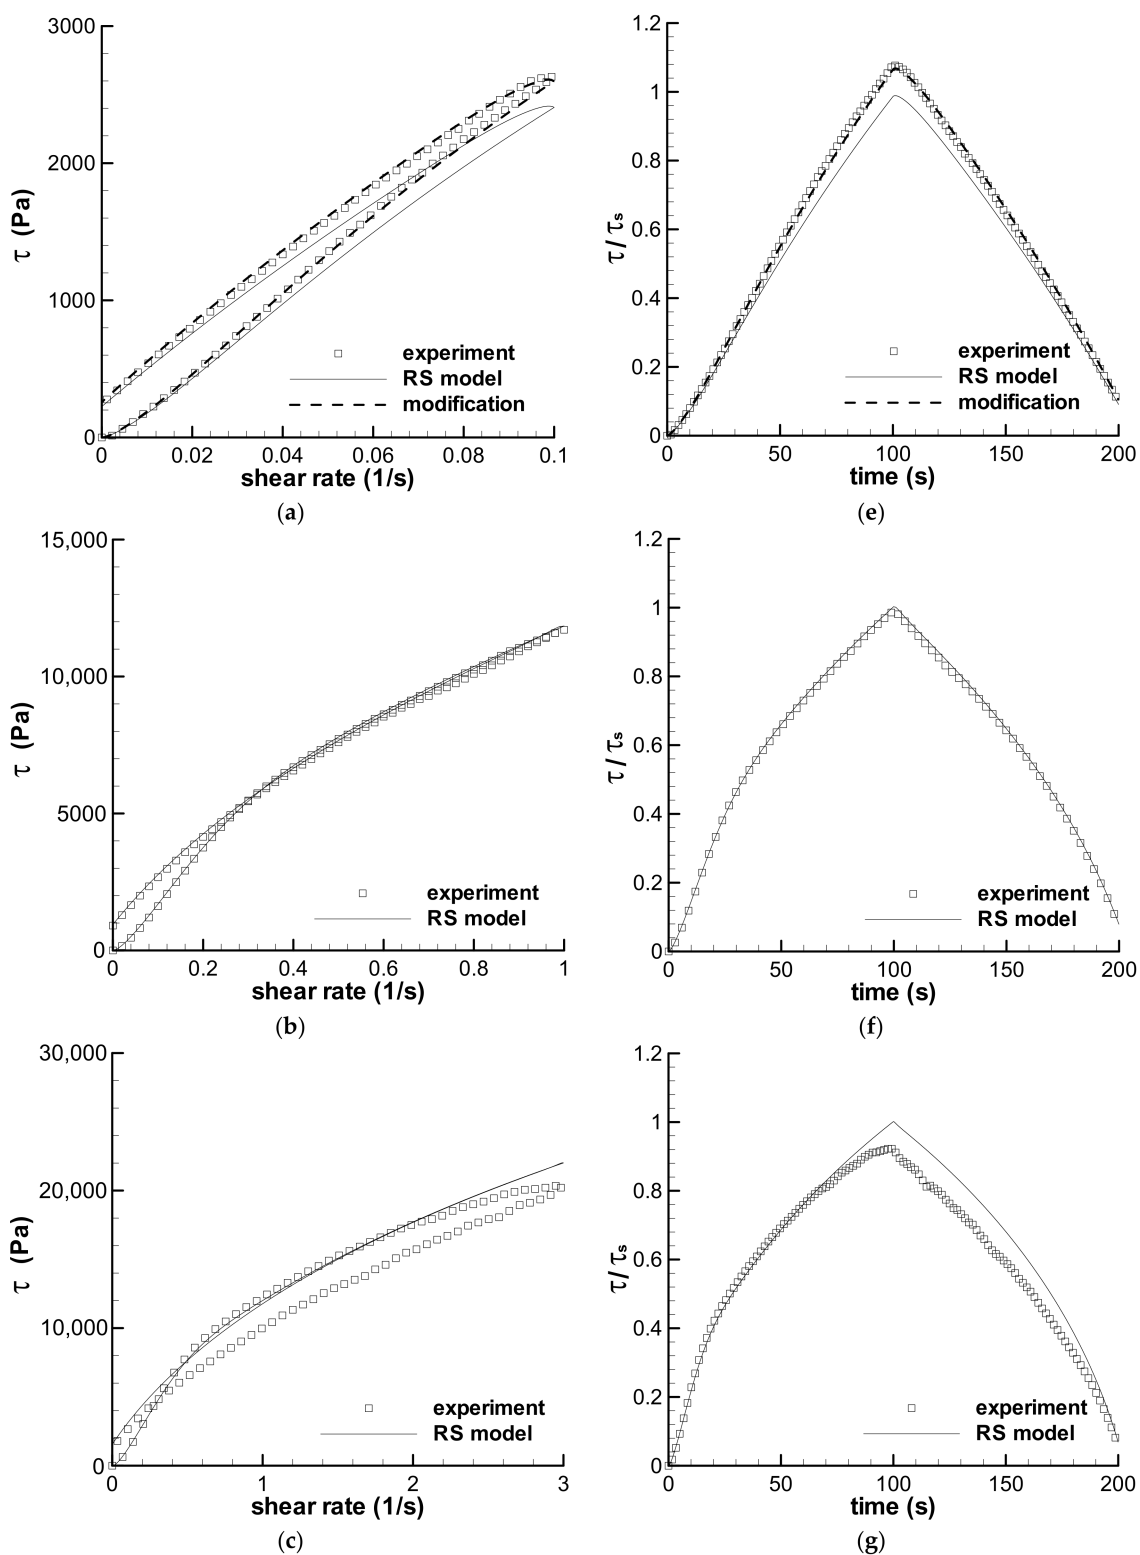 3000
2000
1000
0
τ (Pa)
0 0.02 0.04 0.06 0.08 0.1
shear rate (1/s)
experiment
RS model
modification
(a)
1.2
1
0.8
0.6
0.4
0.2
0
τ/τs
0 50 100 150 200
time (s)
experiment
RS model
modification
(e)
15,000
10,000
5000
0
τ (Pa)
0 0.2 0.4 0.6 0.8 1
shear rate (1/s)
experiment
RS model
(b)
1.2
1
0.8
0.6
0.4
0.2
0
τ/τs
0 50 100 150 200
time (s)
experiment
RS model
(f)
30,000
20,000
10,000
0
τ (Pa)
0 1 2 3
shear rate (1/s)
experiment
RS model
(c)
1.2
1
0.8
0.6
0.4
0.2
0
τ/τs
0 50 100 150 200
time (s)
experiment
RS model
(g)